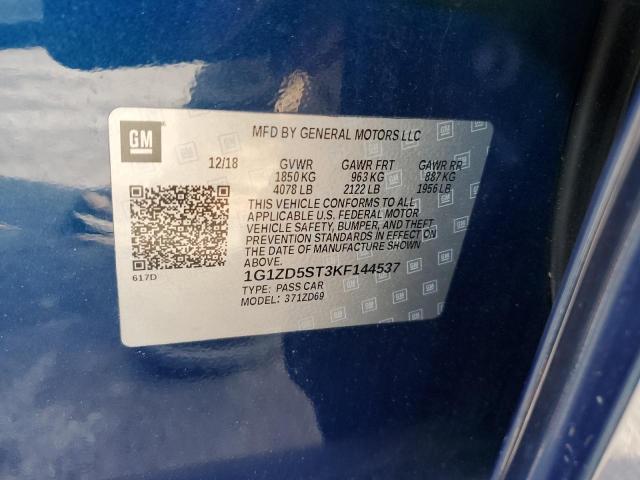 GM
MFD BY GENERAL MOTORS LLC
12/18 GVWR GAWR FRT GAWR RR
1850 KG 963 KG 887 KG
4078 LB 2122 LB 1956 LB
THIS VEHICLE CONFORMS TO ALL
APPLICABLE U.S. FEDERAL MOTOR
VEHICLE SAFETY, BUMPER, AND THEFT
PREVENTION STANDARDS IN EFFECT ON
THE DATE OF MANUFACTURE SHOWN
ABOVE.
617D
1G1ZD5ST3KF144537
TYPE: PASS CAR
MODEL: 371ZD69